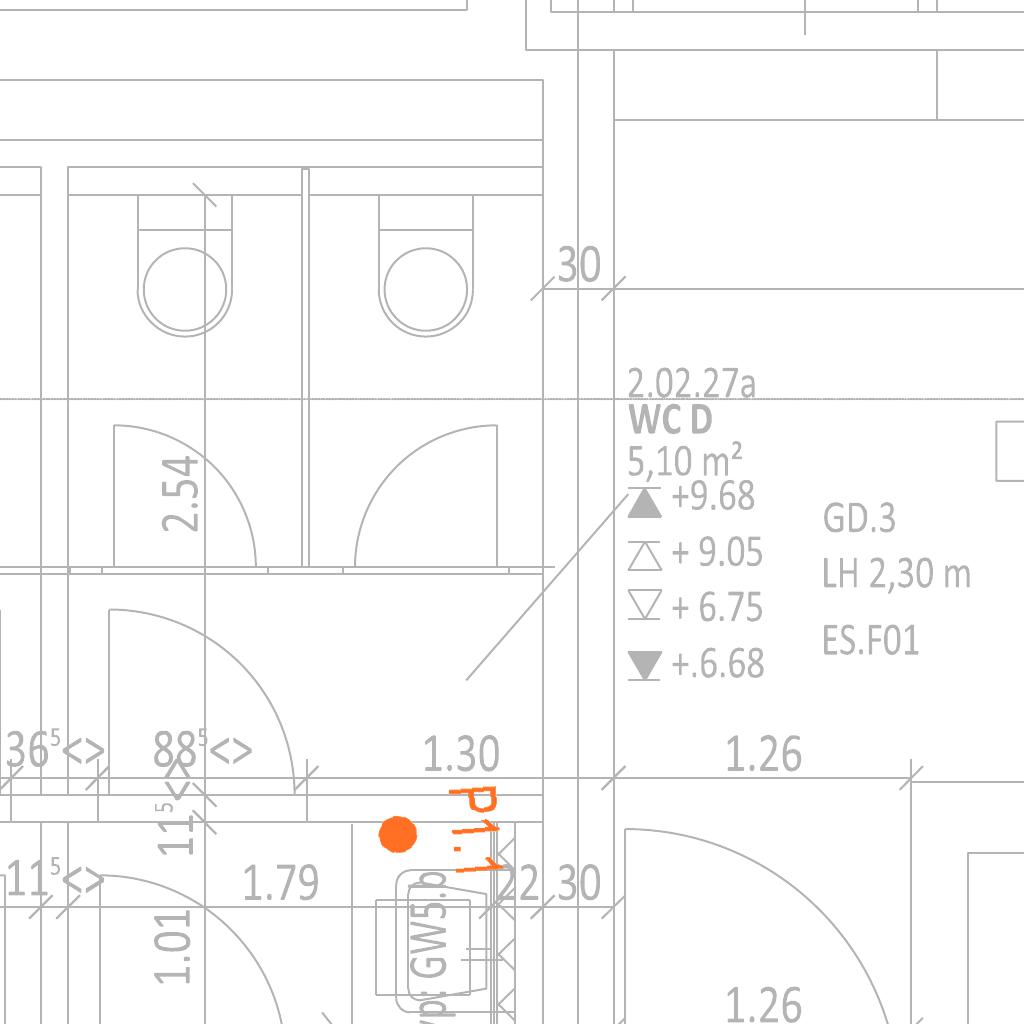 30
2.02.27a
WC D
5,10 m²
+9.68
GD.3
+ 9.05
LH 2,30 m
+ 6.75
ES.F01
+.6.68
2.54
36⁵<>
88⁵<>
1.30
1.26
11⁵<>
P1.1
11⁵<>
1.79
22
30
1.01
yp: GW5.b
1.26